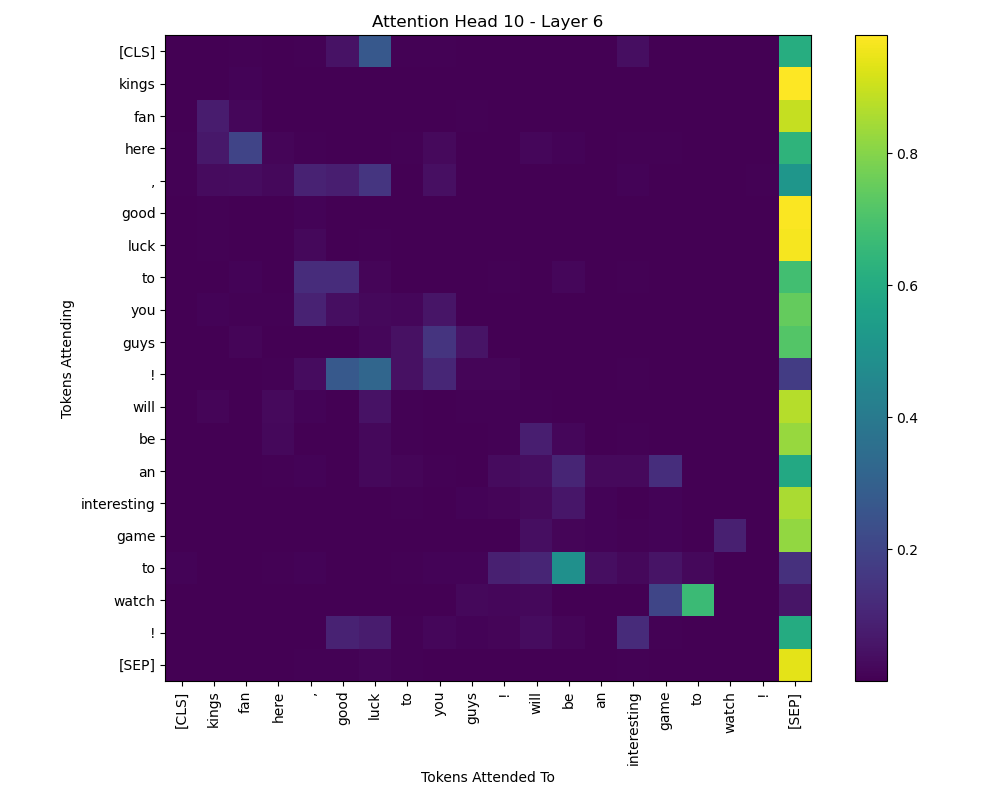 Attention Head 10 - Layer 6
Tokens Attending
[CLS]
kings
fan
here
,
good
luck
to
you
guys
!
will
be
an
interesting
game
to
watch
!
[SEP]
[CLS]
kings
fan
here
,
good
luck
to
you
guys
!
will
be
an
interesting
game
to
watch
!
[SEP]
Tokens Attended To
0.8
0.6
0.4
0.2